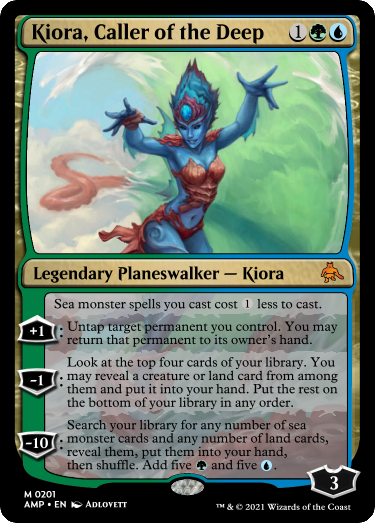 Kiora, Caller of the Deep 1
Legendary Planeswalker — Kiora
Sea monster spells you cast cost 1 less to cast.
+1: Untap target permanent you control. You may
return that permanent to its owner's hand.
-1: Look at the top four cards of your library. You
may reveal a creature or land card from among
them and put it into your hand. Put the rest on
the bottom of your library in any order.
-10: Search your library for any number of sea
monster cards and any number of land cards,
reveal them, put them into your hand,
then shuffle. Add five and five .
3
M 0201
AMP • EN Adlovett
™ & © 2021 Wizards of the Coast